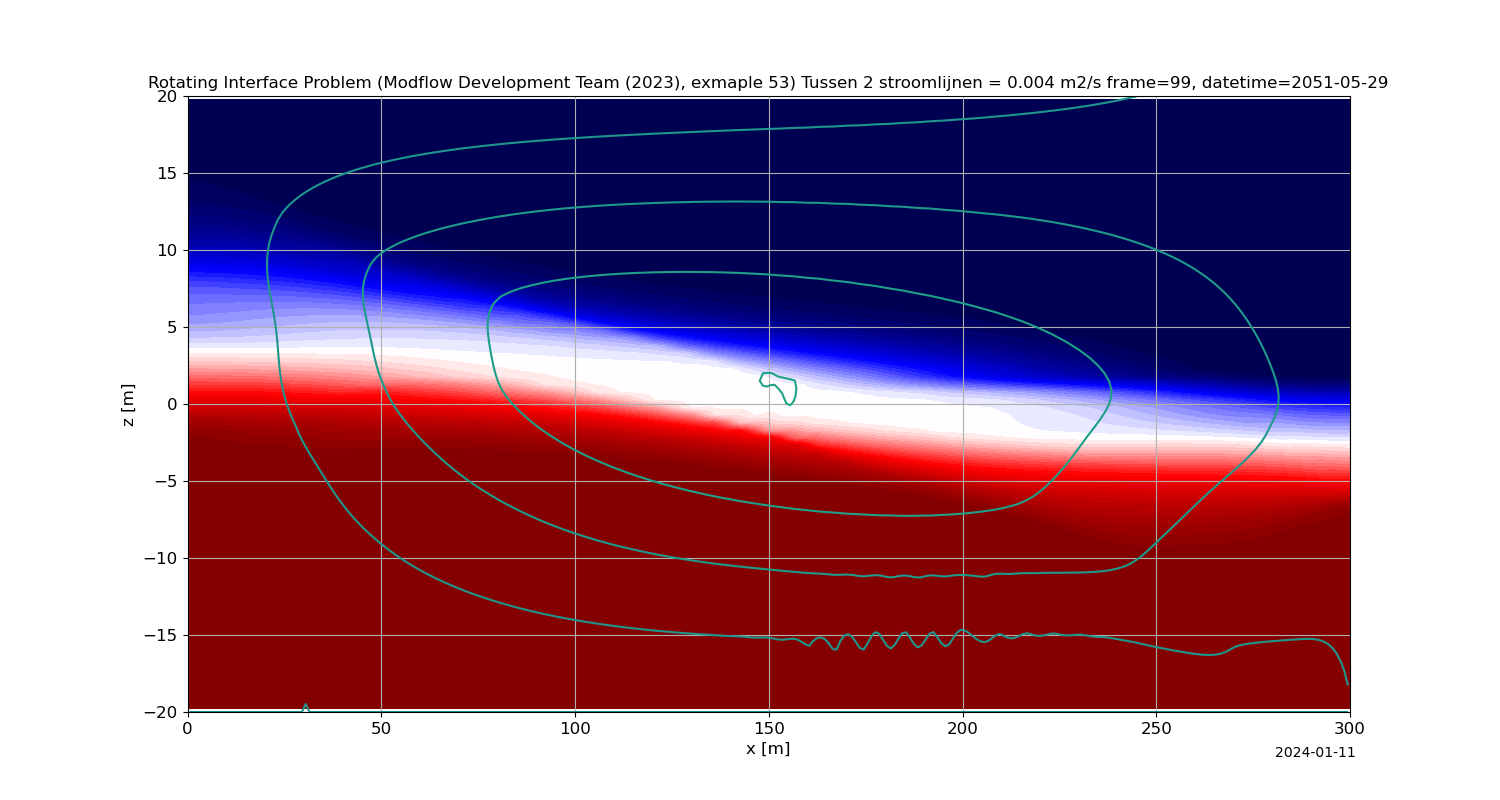 Rotating Interface Problem (Modflow Development Team (2023), exmaple 53) Tussen 2 stroomlijnen = 0.004 m2/s frame=99, datetime=2051-05-29
20
15
10
5
0
−5
−10
−15
−20
z [m]
0 50 100 150 200 250 300
x [m]
2024-01-11